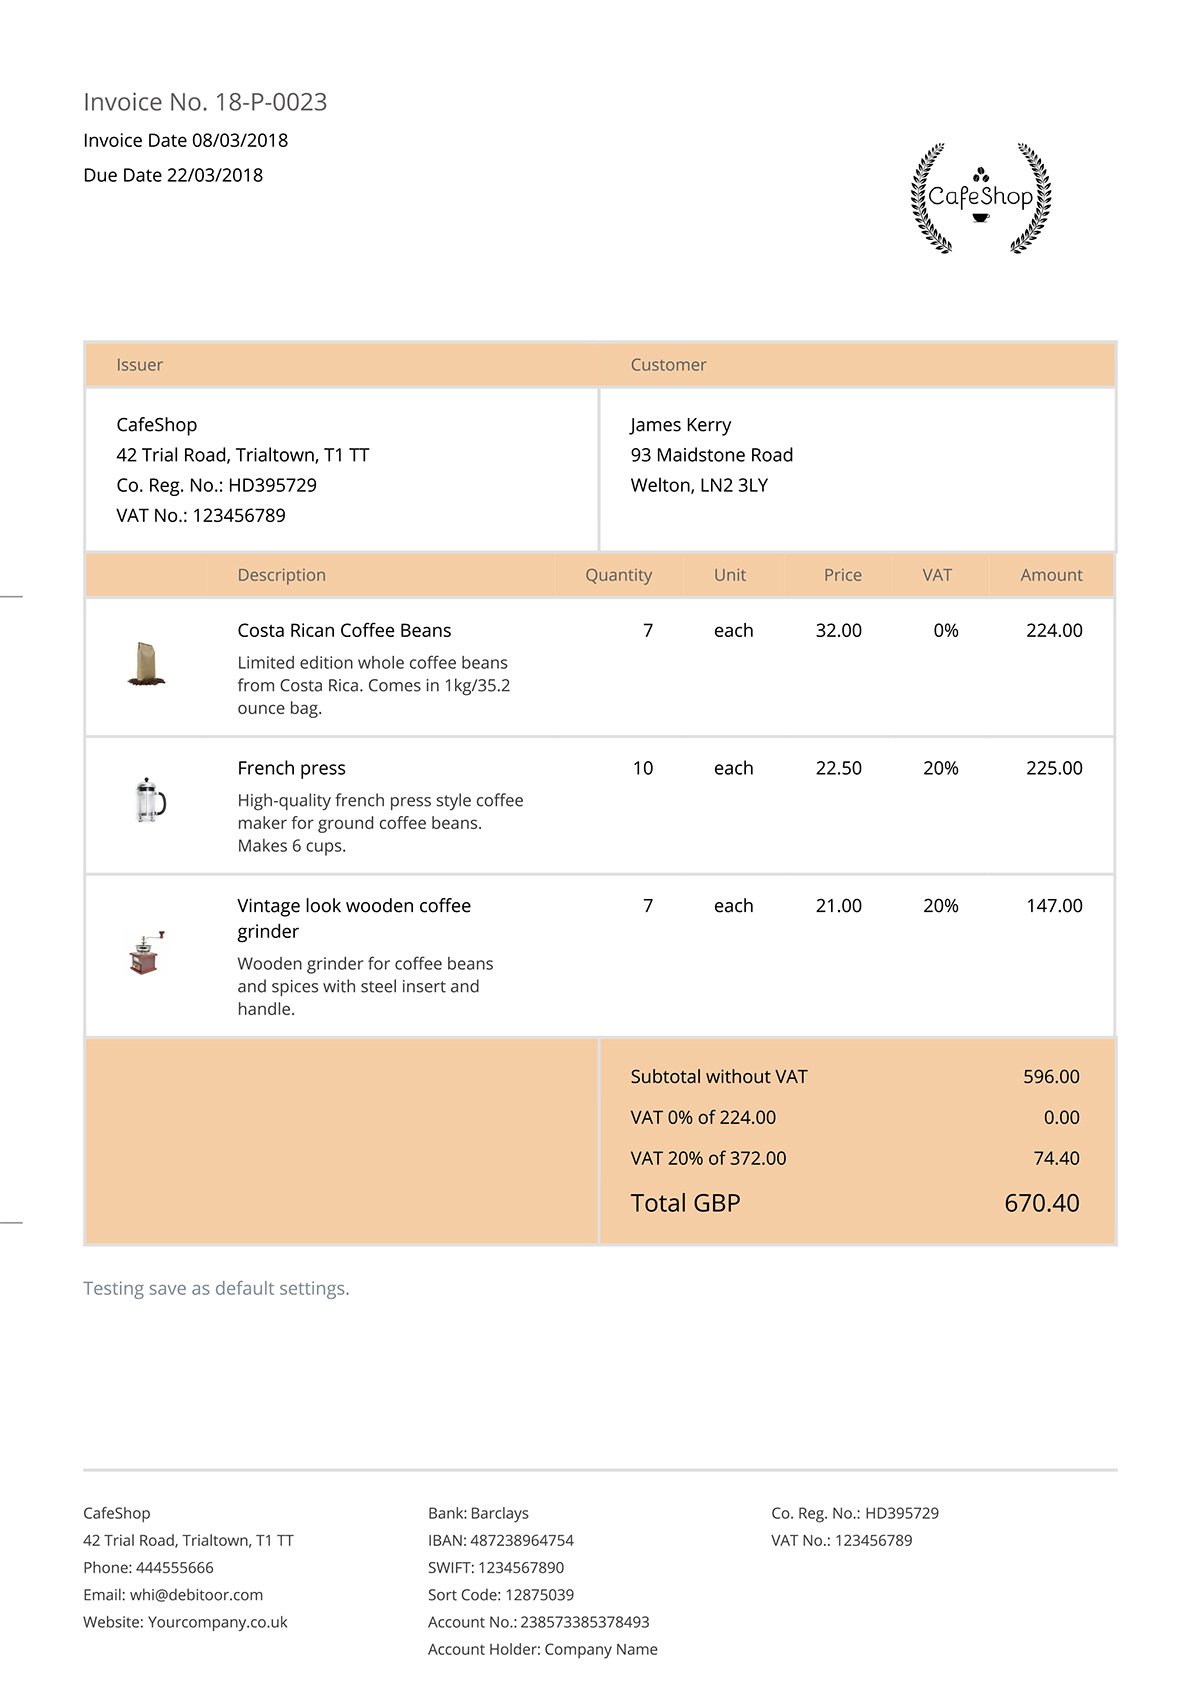 Invoice No. 18-P-0023
Invoice Date 08/03/2018
Due Date 22/03/2018
CafeShop
Issuer Customer
CafeShop
42 Trial Road, Trialtown, T1 TT
Co. Reg. No.: HD395729
VAT No.: 123456789
James Kerry
93 Maidstone Road
Welton, LN2 3LY
Description Quantity Unit Price VAT Amount
Costa Rican Coffee Beans 7 each 32.00 0% 224.00
Limited edition whole coffee beans
from Costa Rica. Comes in 1kg/35.2
ounce bag.
French press 10 each 22.50 20% 225.00
High-quality french press style coffee
maker for ground coffee beans.
Makes 6 cups.
Vintage look wooden coffee 7 each 21.00 20% 147.00
grinder
Wooden grinder for coffee beans
and spices with steel insert and
handle.
Subtotal without VAT 596.00
VAT 0% of 224.00 0.00
VAT 20% of 372.00 74.40
Total GBP 670.40
Testing save as default settings.
CafeShop
42 Trial Road, Trialtown, T1 TT
Phone: 444555666
Email: whi@debitoor.com
Website: Yourcompany.co.uk
Bank: Barclays
IBAN: 487238964754
SWIFT: 1234567890
Sort Code: 12875039
Account No.: 238573385378493
Account Holder: Company Name
Co. Reg. No.: HD395729
VAT No.: 123456789